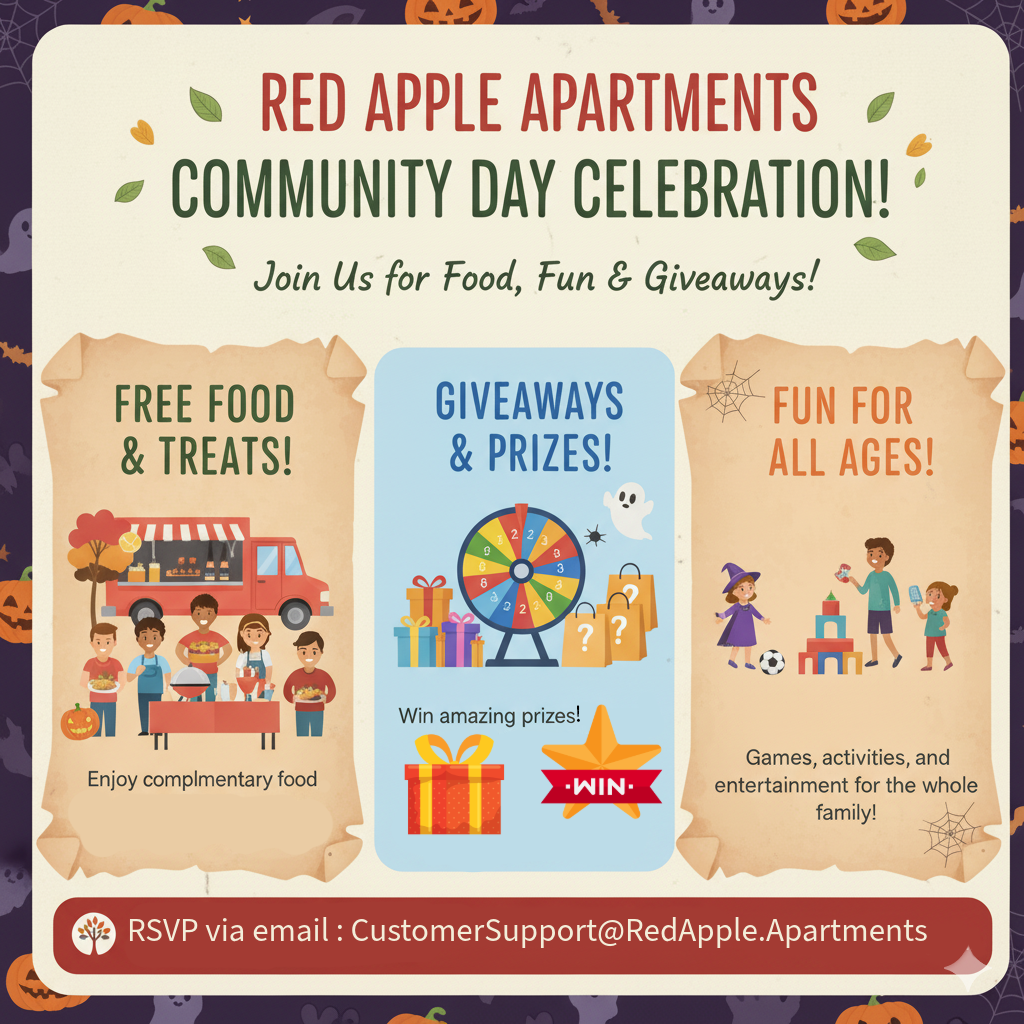 RED APPLE APARTMENTS
COMMUNITY DAY CELEBRATION!
Join Us for Food, Fun & Giveaways!
FREE FOOD
& TREATS!
Enjoy complmentary food
GIVEAWAYS
& PRIZES!
? ? ?
Win amazing prizes!
·WIN·
FUN FOR
ALL AGES!
Games, activities, and
entertainment for the whole
family!
RSVP via email : CustomerSupport@RedApple.Apartments